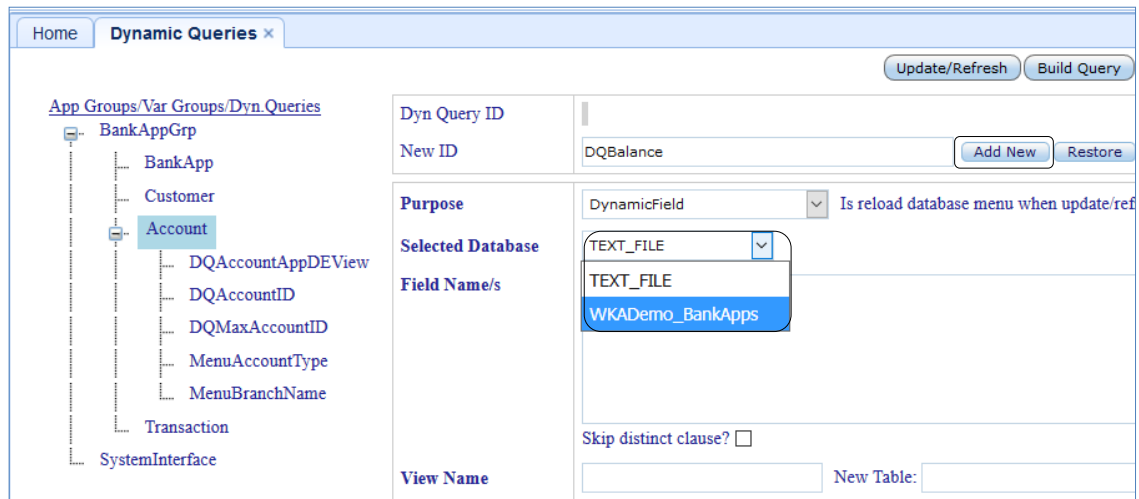 Home Dynamic Queries ×
Update/Refresh Build Query
App Groups/Var Groups/Dyn.Queries
BankAppGrp
BankApp
Customer
Account
DQAccountAppDEView
DQAccountID
DQMaxAccountID
MenuAccountType
MenuBranchName
Transaction
SystemInterface
Dyn Query ID
New ID DQBalance Add New Restore
Purpose DynamicField Is reload database menu when update/ref
Selected Database TEXT_FILE
TEXT_FILE
WKADemo_BankApps
Field Name/s
Skip distinct clause?
View Name New Table: